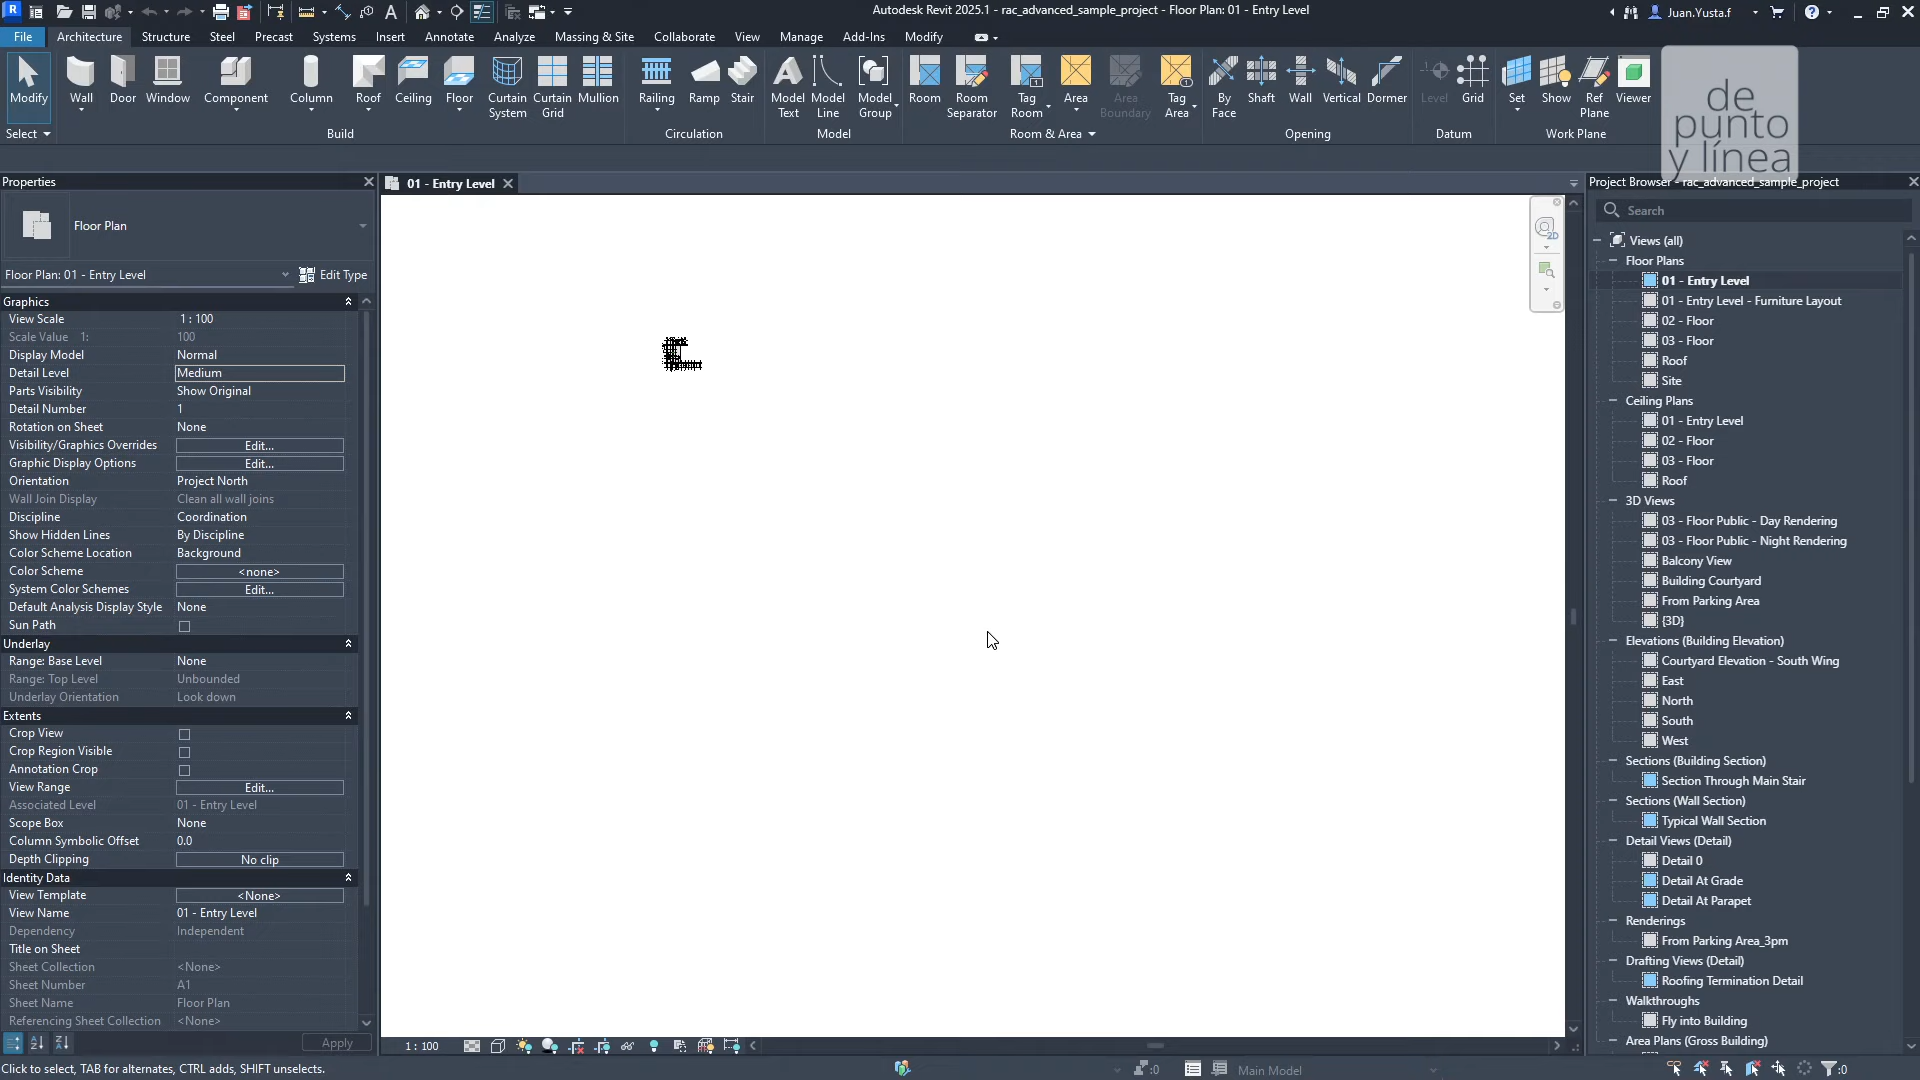 Autodesk Revit 2025.1 - rac_advanced_sample_project - Floor Plan: 01 - Entry Level
Juan.Yusta.f
File Architecture Structure Steel Precast Systems Insert Annotate Analyze Massing & Site Collaborate View Manage Add-Ins Modify
Modify Wall Door Window Component Column Roof Ceiling Floor Curtain System Curtain Grid Mullion Railing Ramp Stair Model Text Model Line Model Group Room Room Separator Tag Room Area Area Boundary Tag Area By Face Shaft Wall Vertical Dormer Level Grid Set Show Ref Plane Viewer
Select Build Circulation Model Room & Area Opening Datum Work Plane
de
punto
y línea
Properties
Floor Plan
Floor Plan: 01 - Entry Level Edit Type
Graphics
View Scale 1 : 100
Scale Value 1: 100
Display Model Normal
Detail Level Medium
Parts Visibility Show Original
Detail Number 1
Rotation on Sheet None
Visibility/Graphics Overrides Edit...
Graphic Display Options Edit...
Orientation Project North
Wall Join Display Clean all wall joins
Discipline Coordination
Show Hidden Lines By Discipline
Color Scheme Location Background
Color Scheme <none>
System Color Schemes Edit...
Default Analysis Display Style None
Sun Path
Underlay
Range: Base Level None
Range: Top Level Unbounded
Underlay Orientation Look down
Extents
Crop View
Crop Region Visible
Annotation Crop
View Range Edit...
Associated Level 01 - Entry Level
Scope Box None
Column Symbolic Offset 0.0
Depth Clipping No clip
Identity Data
View Template <None>
View Name 01 - Entry Level
Dependency Independent
Title on Sheet
Sheet Collection <None>
Sheet Number A1
Sheet Name Floor Plan
Referencing Sheet Collection <None>
Apply
01 - Entry Level
2D
1 : 100
Project Browser - rac_advanced_sample_project
Search
Views (all)
Floor Plans
01 - Entry Level
01 - Entry Level - Furniture Layout
02 - Floor
03 - Floor
Roof
Site
Ceiling Plans
01 - Entry Level
02 - Floor
03 - Floor
Roof
3D Views
03 - Floor Public - Day Rendering
03 - Floor Public - Night Rendering
Balcony View
Building Courtyard
From Parking Area
{3D}
Elevations (Building Elevation)
Courtyard Elevation - South Wing
East
North
South
West
Sections (Building Section)
Section Through Main Stair
Sections (Wall Section)
Typical Wall Section
Detail Views (Detail)
Detail 0
Detail At Grade
Detail At Parapet
Renderings
From Parking Area_3pm
Drafting Views (Detail)
Roofing Termination Detail
Walkthroughs
Fly into Building
Area Plans (Gross Building)
Click to select, TAB for alternates, CTRL adds, SHIFT unselects.
:0 Main Model :0